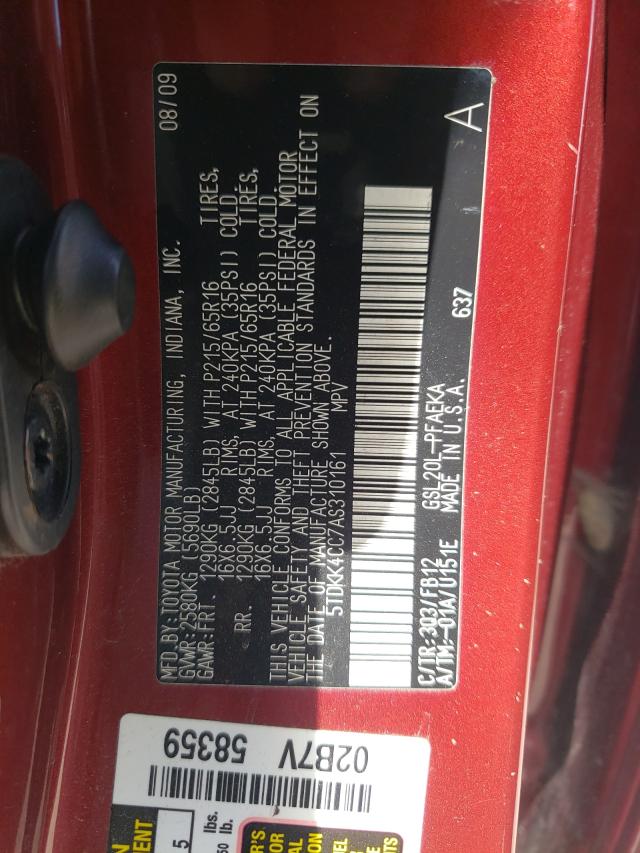 MFD.BY:TOYOTA MOTOR MANUFACTURING, INDIANA, INC. 08/09
GVWR:2580KG (5690LB)
GAWR:FRT. 1290KG (2845LB) WITH P215/65R16 TIRES,
16X6.5JJ RIMS, AT 240KPA (35PSI) COLD.
RR. 1290KG (2845LB) WITH P215/65R16 TIRES,
16X6.5JJ RIMS, AT 240KPA (35PSI) COLD.
THIS VEHICLE CONFORMS TO ALL APPLICABLE FEDERAL MOTOR
VEHICLE SAFETY AND THEFT PREVENTION STANDARDS IN EFFECT ON
THE DATE OF MANUFACTURE SHOWN ABOVE.
5TDKK4CC7AS310161 MPV
C/TR:3Q3/FB12 GSL20L-PFAEKA 637 A
A/TM:-01A/U151E MADE IN U.S.A.
02B7V
58359
5
lbs.
lb.